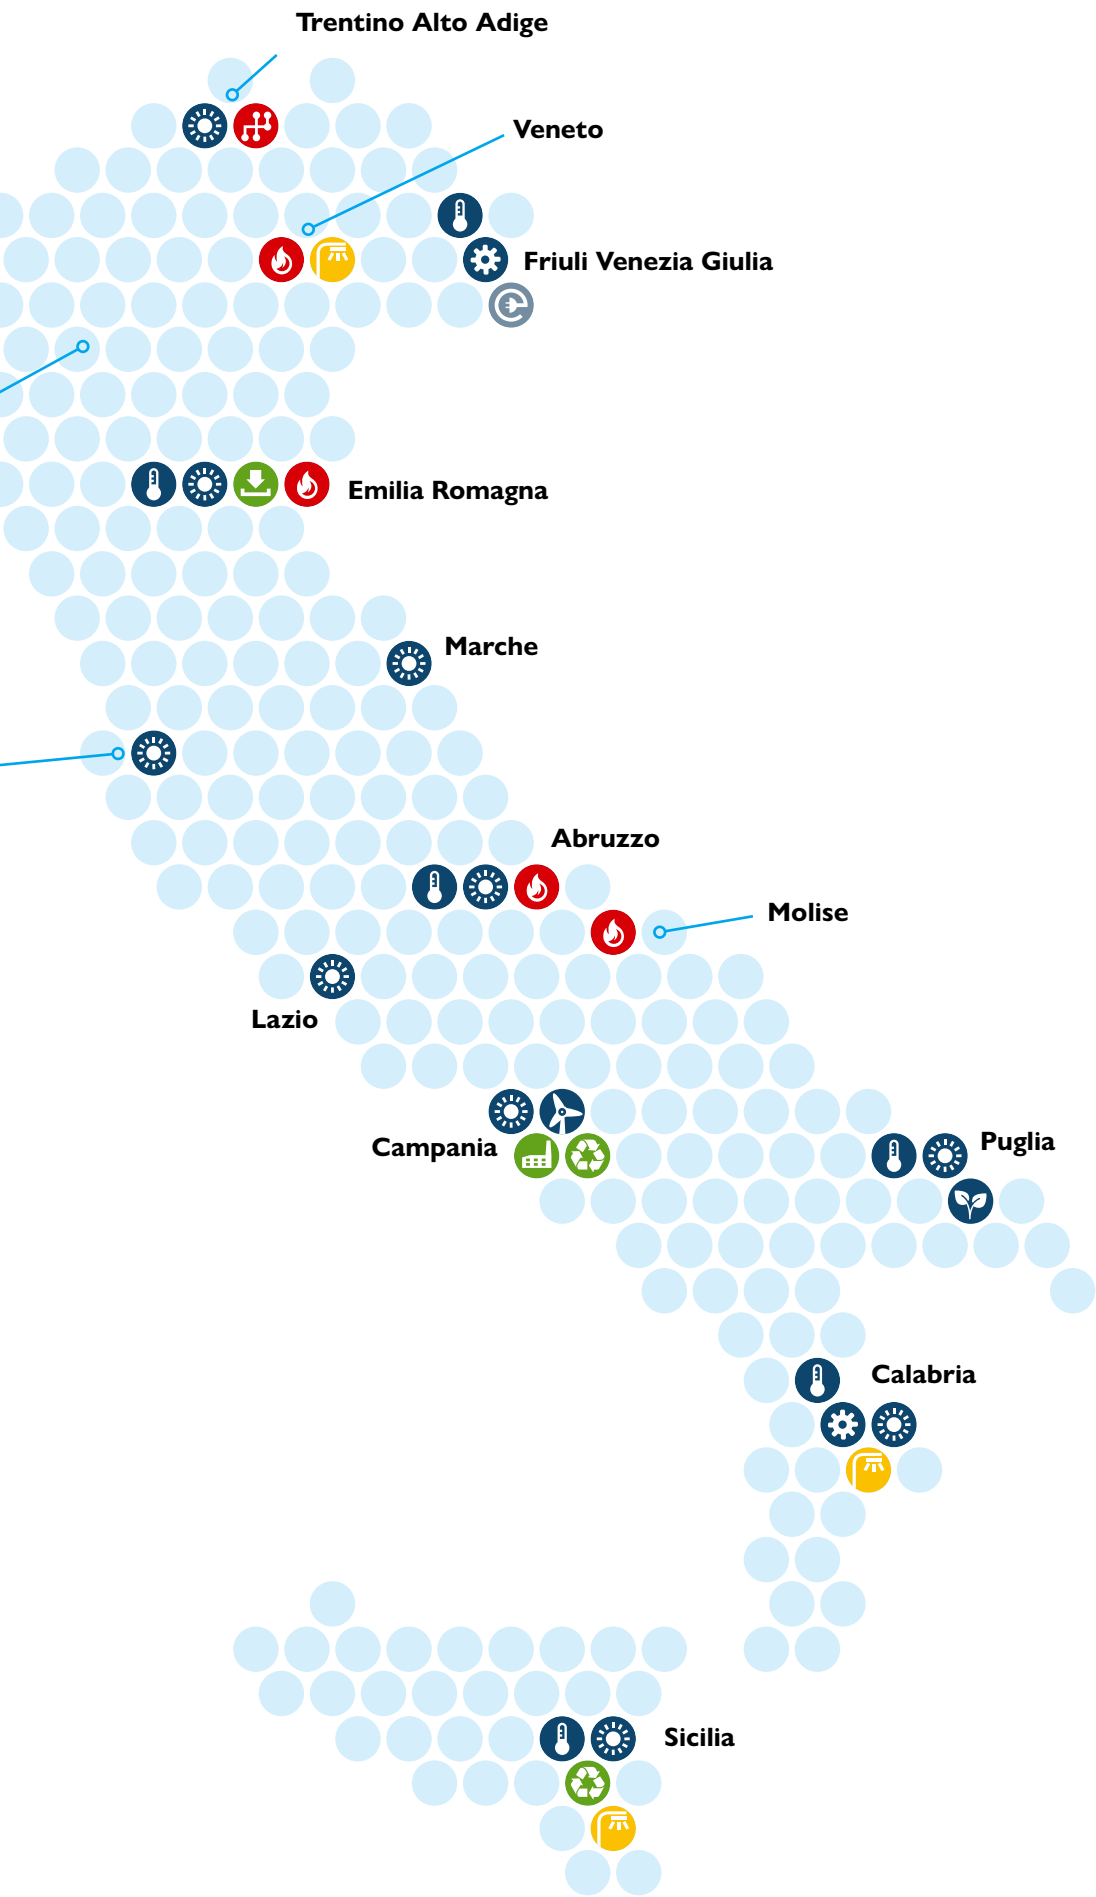 Trentino Alto Adige
Veneto
Friuli Venezia Giulia
Emilia Romagna
Marche
Abruzzo
Molise
Lazio
Campania
Puglia
Calabria
Sicilia